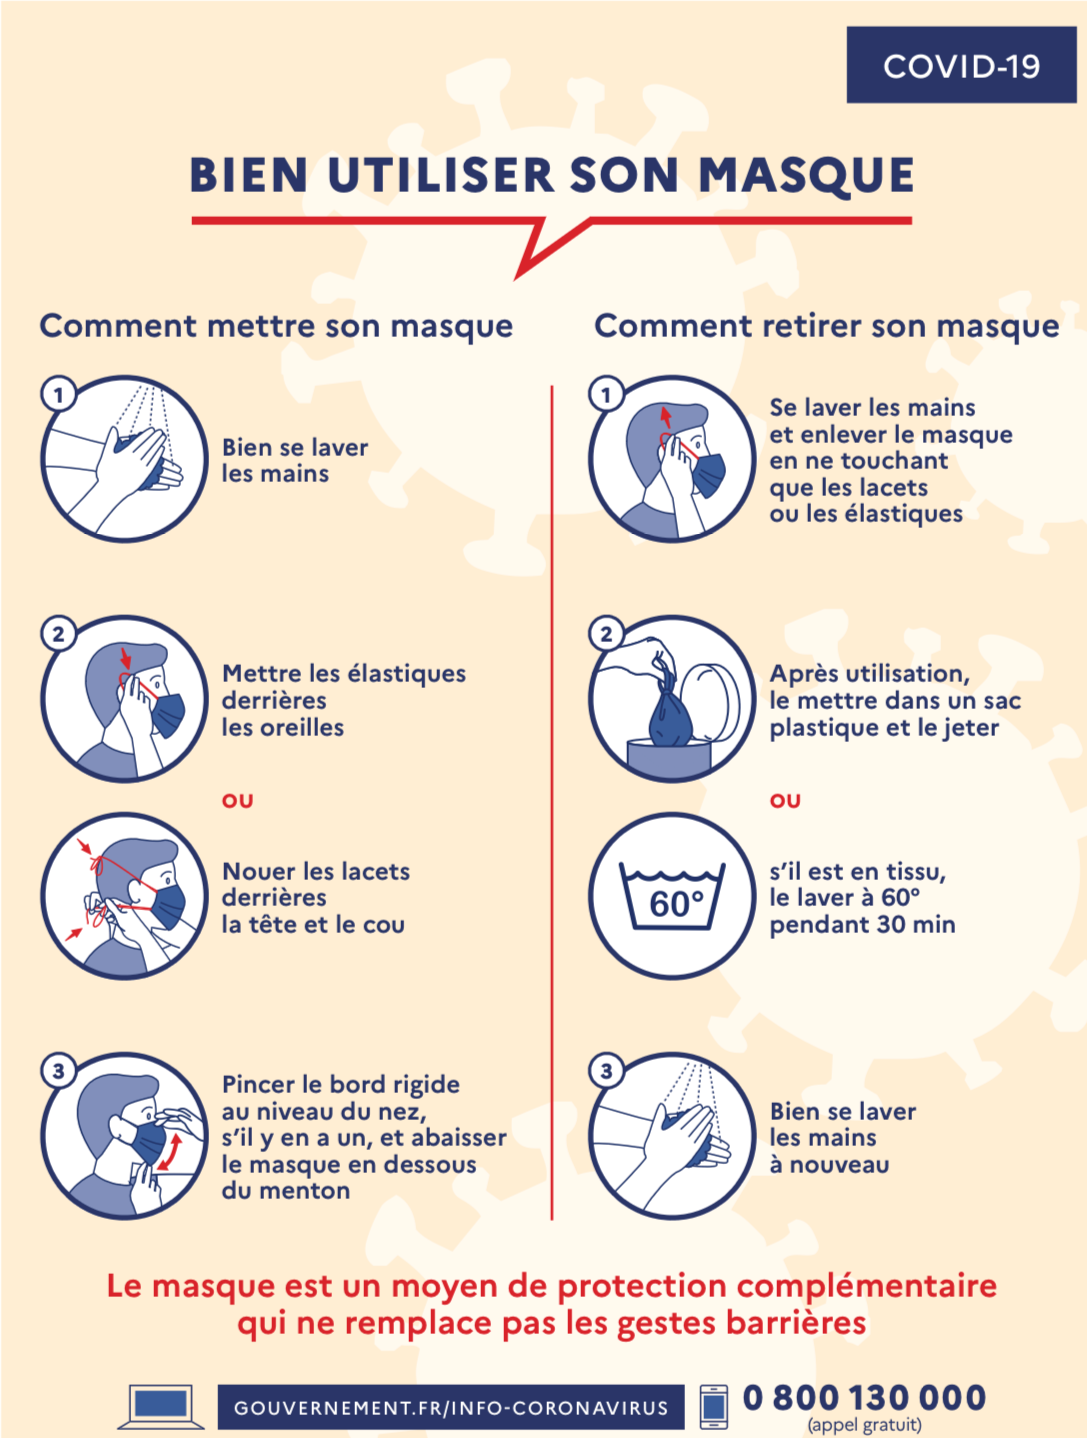 COVID-19
BIEN UTILISER SON MASQUE
Comment mettre son masque
1
Bien se laver
les mains
2
Mettre les élastiques
derrières
les oreilles
ou
Nouer les lacets
derrières
la tête et le cou
3
Pincer le bord rigide
au niveau du nez,
s'il y en a un, et abaisser
le masque en dessous
du menton
Comment retirer son masque
1
Se laver les mains
et enlever le masque
en ne touchant
que les lacets
ou les élastiques
2
Après utilisation,
le mettre dans un sac
plastique et le jeter
ou
60°
s'il est en tissu,
le laver à 60°
pendant 30 min
3
Bien se laver
les mains
à nouveau
Le masque est un moyen de protection complémentaire
qui ne remplace pas les gestes barrières
GOUVERNEMENT.FR/INFO-CORONAVIRUS
0 800 130 000
(appel gratuit)